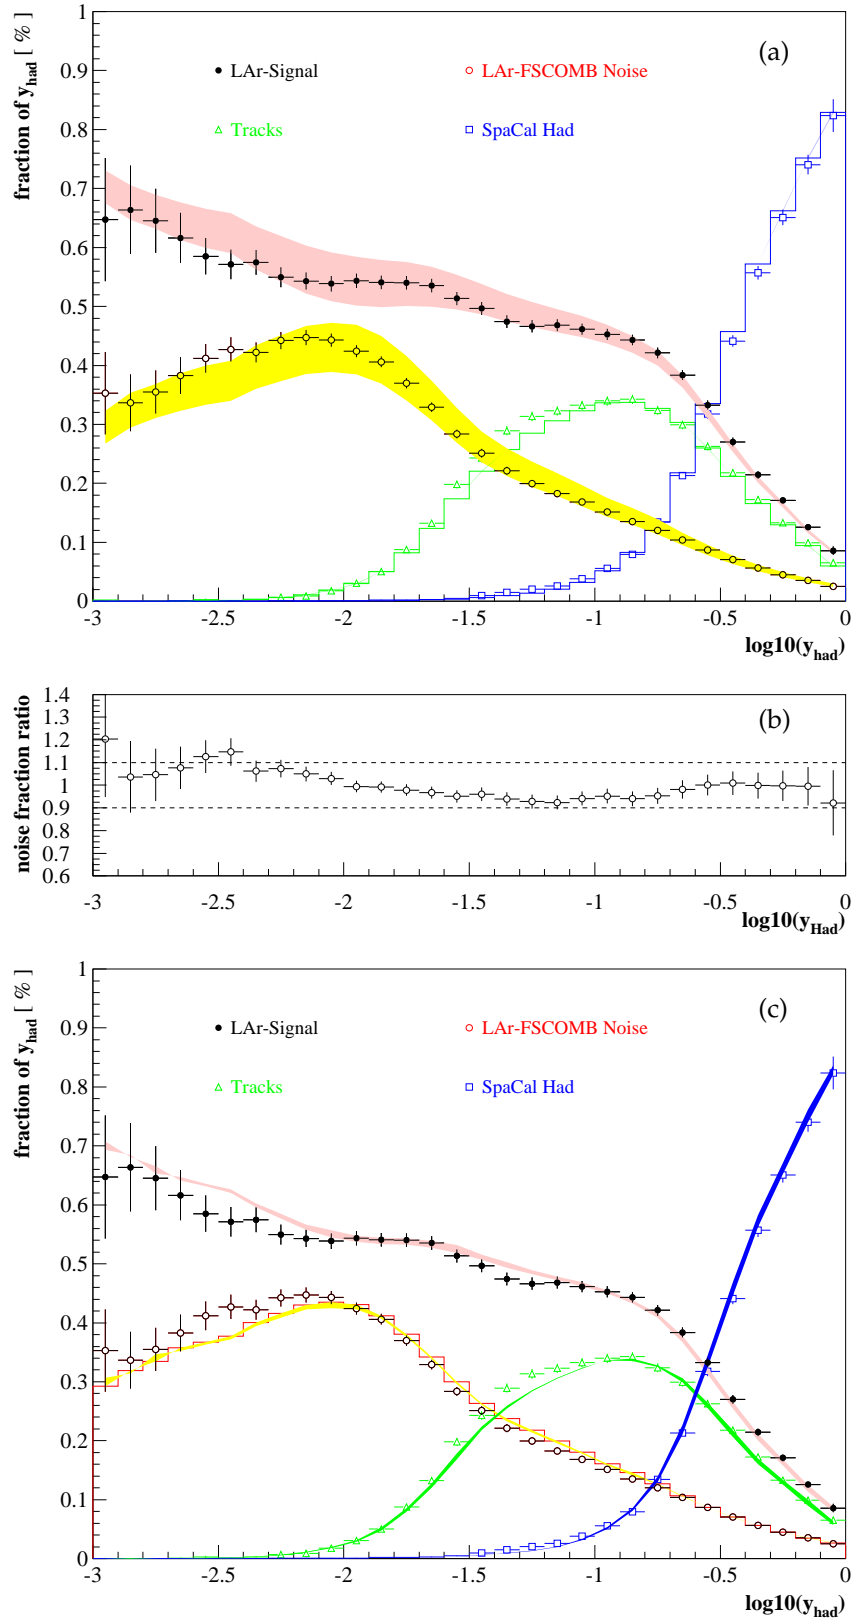 fraction of y_had [ % ]
(a)
LAr-Signal
LAr-FSCOMB Noise
Tracks
SpaCal Had
1
0.9
0.8
0.7
0.6
0.5
0.4
0.3
0.2
0.1
0
-3 -2.5 -2 -1.5 -1 -0.5 0
log10(y_had)
noise fraction ratio
(b)
1.4
1.3
1.2
1.1
1
0.9
0.8
0.7
0.6
-3 -2.5 -2 -1.5 -1 -0.5 0
log10(y_Had)
fraction of y_had [ % ]
(c)
LAr-Signal
LAr-FSCOMB Noise
Tracks
SpaCal Had
1
0.9
0.8
0.7
0.6
0.5
0.4
0.3
0.2
0.1
0
-3 -2.5 -2 -1.5 -1 -0.5 0
log10(y_had)